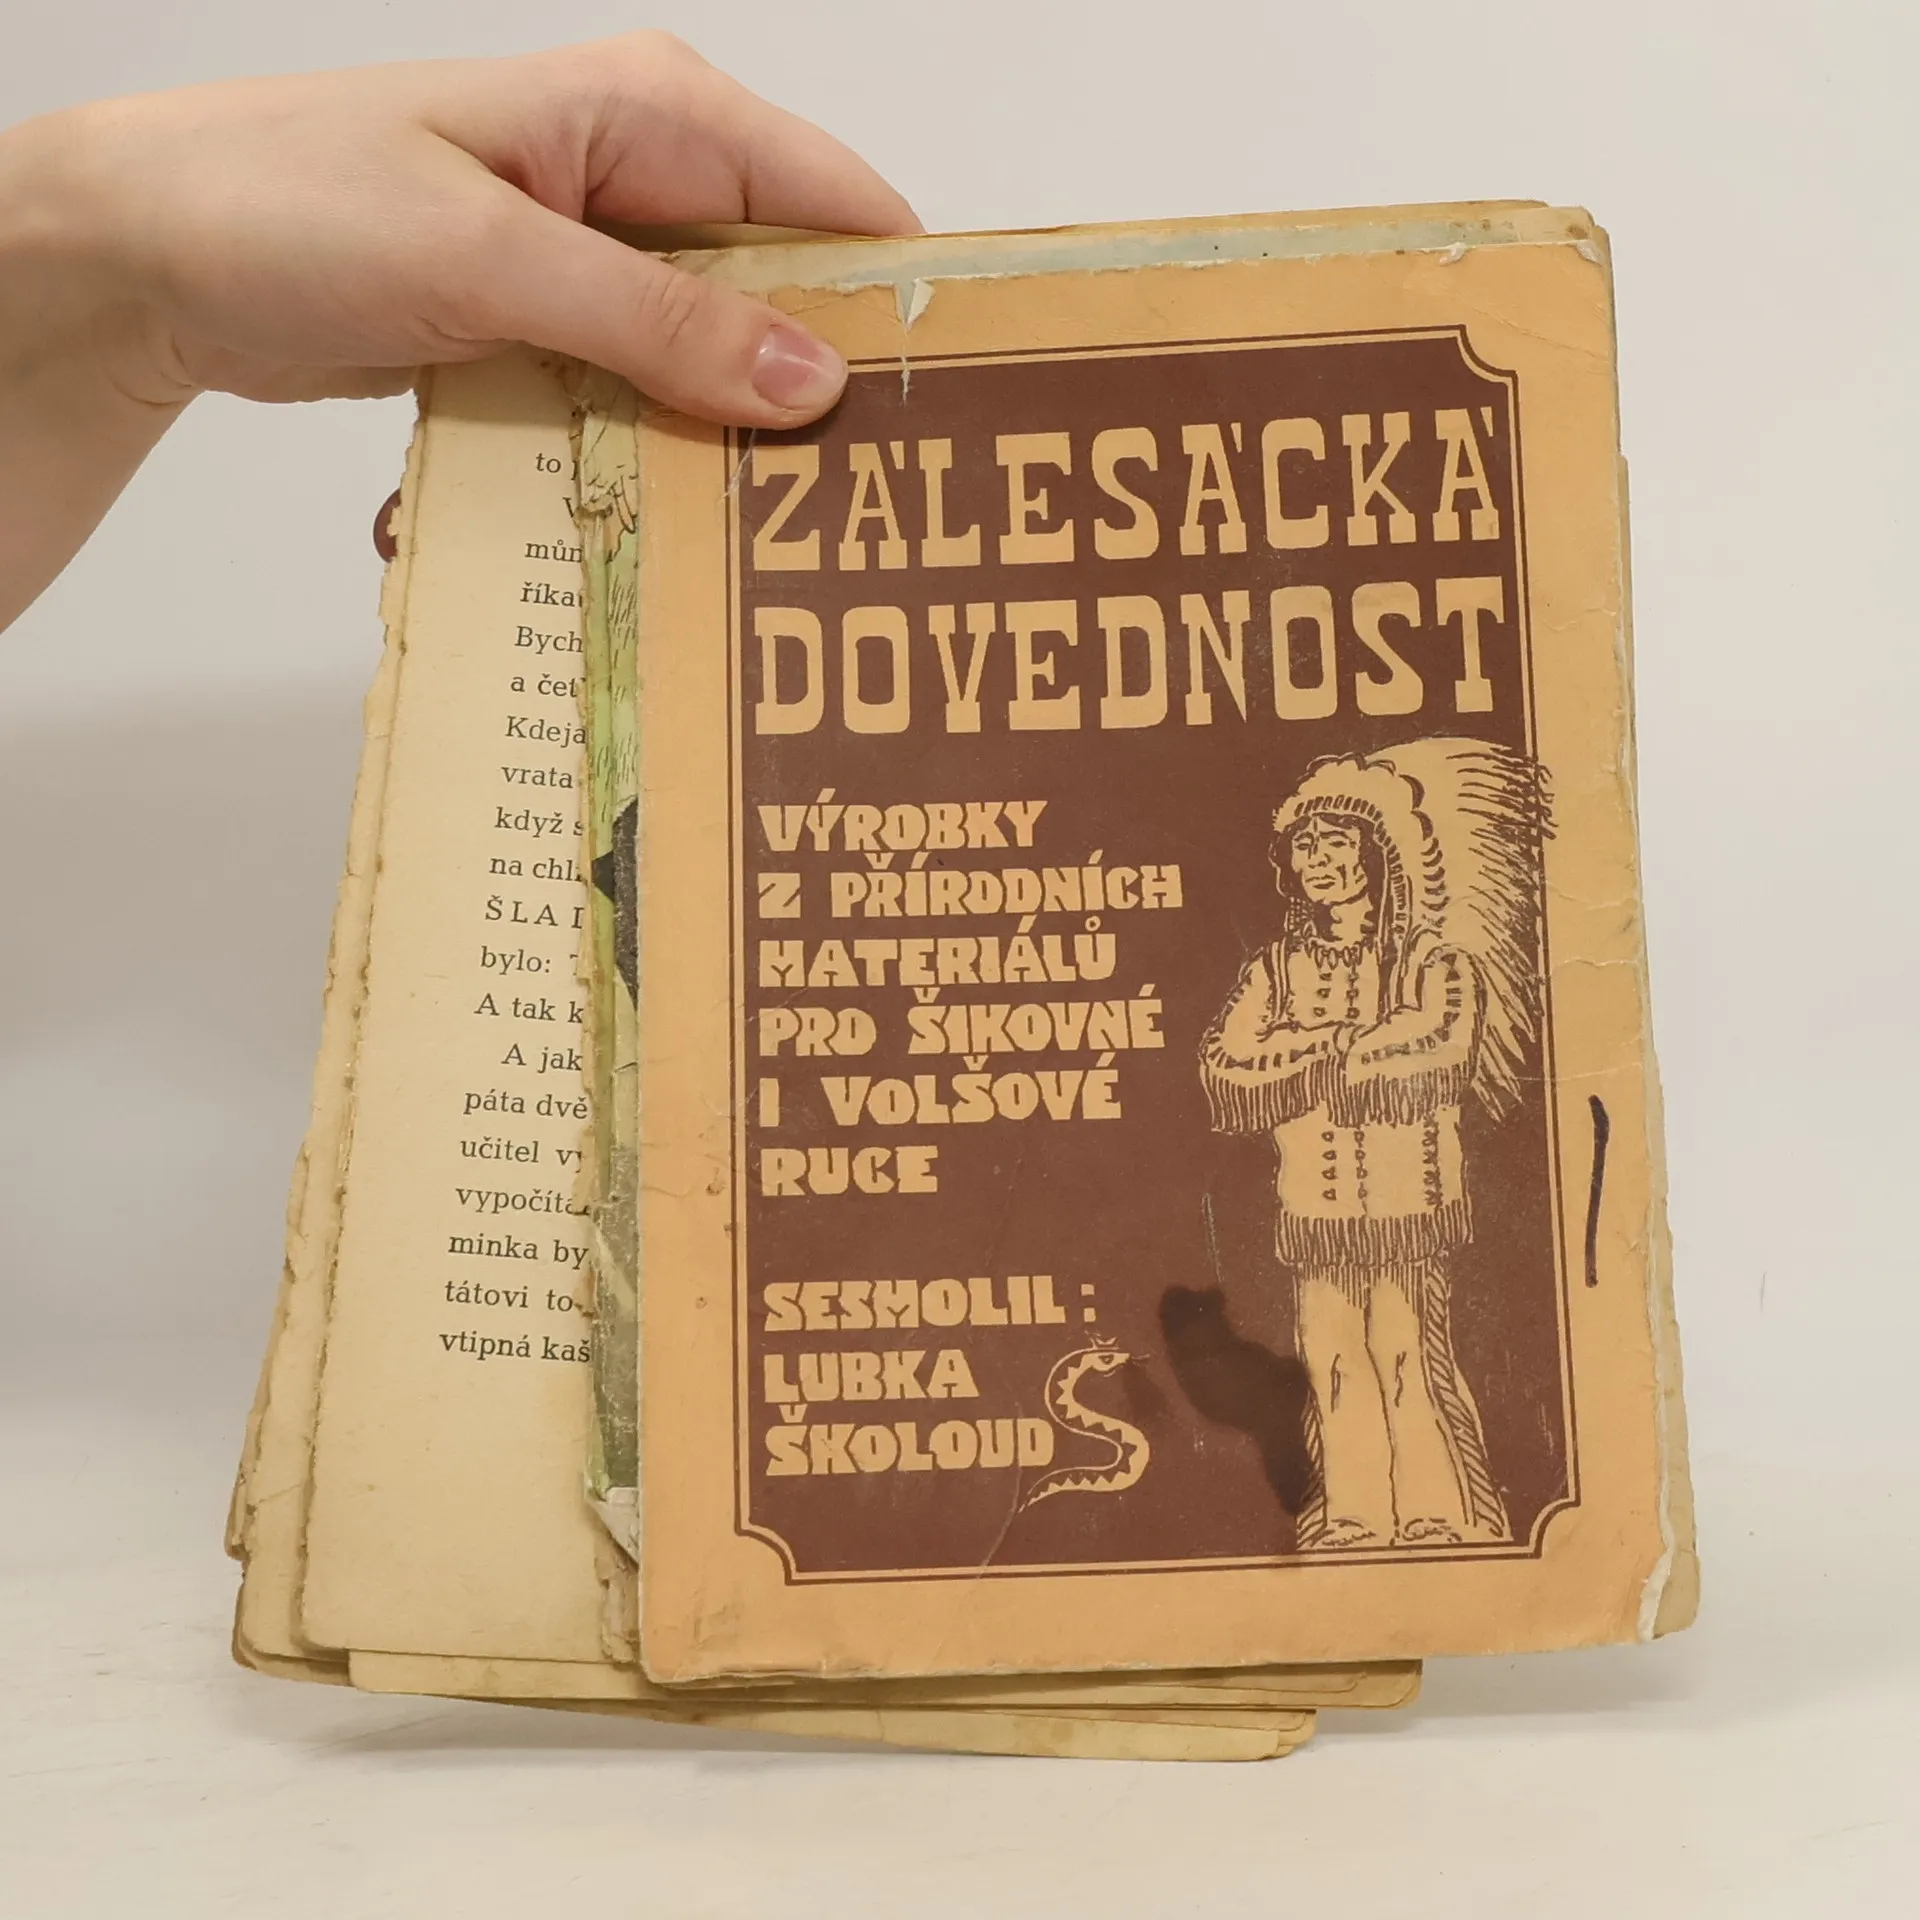 to
můn
říka
Bych
a čet
Kdeja
vrata
když s
na chl
ŠLA
bylo:
A tak k
A jak
páta dvě
učitel vy
vypočíta
minka by
tátovi to
vtipná kaš
ZÁLESÁCKÁ
DOVEDNOST
VÝROBKY
Z PŘÍRODNÍCH
MATERIÁLŮ
PRO ŠIKOVNÉ
I VOLŠOVÉ
RUCE
SESMOLIL:
LUBKA
ŠKOLOUD